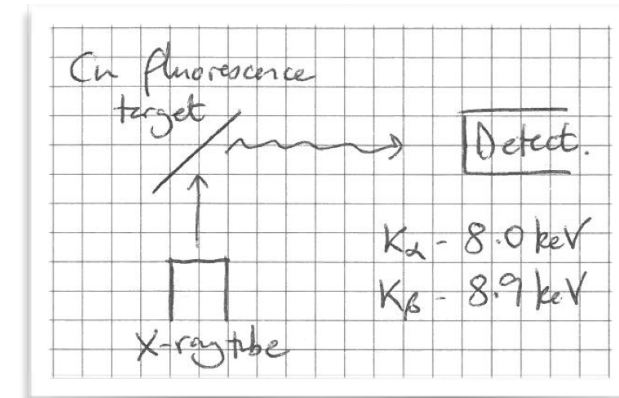 Cu fluorescence
target
Detect.
Kα - 8.0 keV
Kβ - 8.9 keV
X-ray tube